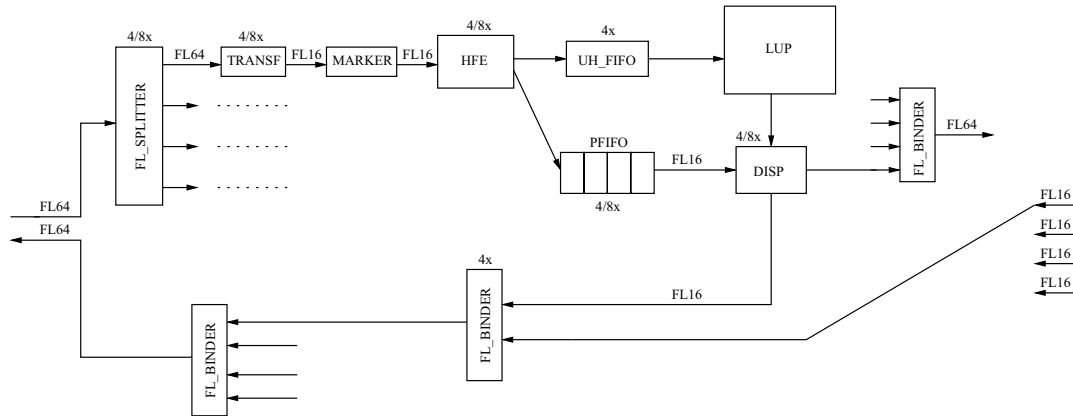 4/8x
FL_SPLITTER
FL64
4/8x
TRANSF
FL16
MARKER
FL16
4/8x
HFE
4x
UH_FIFO
LUP
PFIFO
4/8x
FL16
4/8x
DISP
FL_BINDER
FL64
FL64
FL64
FL16
FL16
FL16
FL16
4x
FL_BINDER
FL16
FL_BINDER